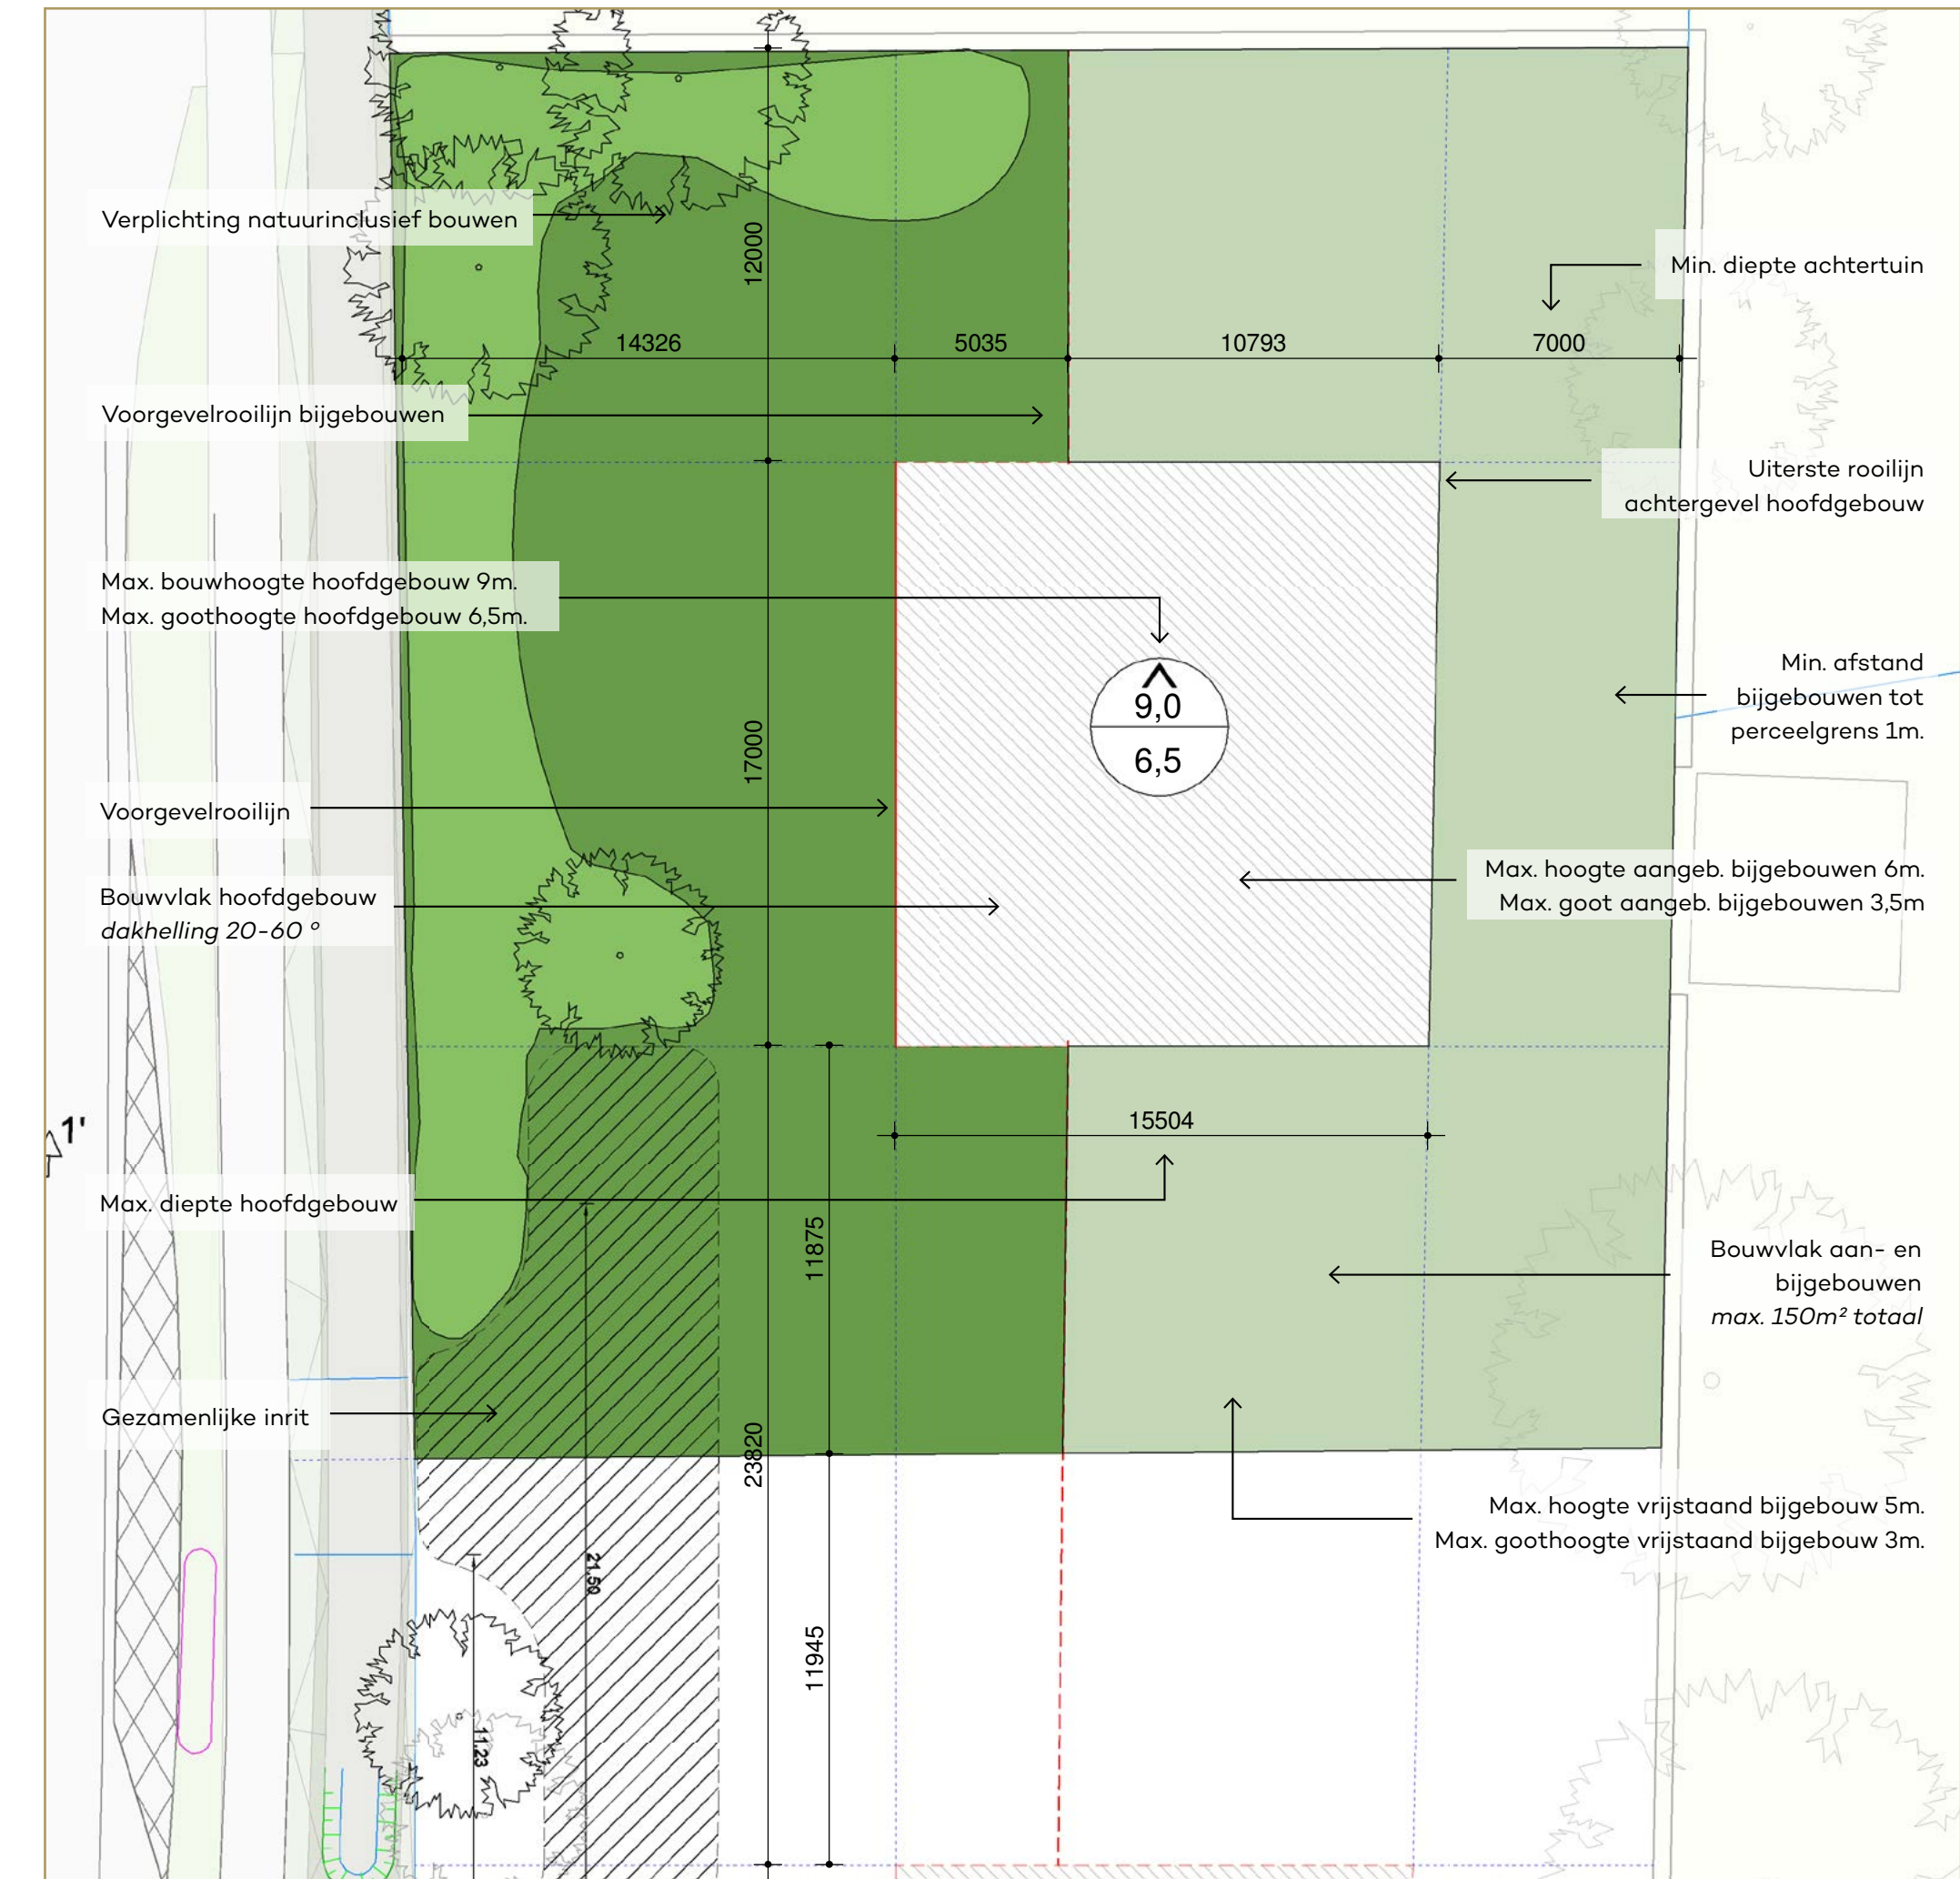 Verplichting natuurinclusief bouwen
12000
Min. diepte achtertuin
14326
5035
10793
7000
Voorgevelrooilijn bijgebouwen
Uiterste rooilijn
achtergevel hoofdgebouw
Max. bouwhoogte hoofdgebouw 9m.
Max. goothoogte hoofdgebouw 6,5m.
9,0
6,5
Min. afstand
bijgebouwen tot
perceelgrens 1m.
17000
Voorgevelrooilijn
Max. hoogte aangeb. bijgebouwen 6m.
Max. goot aangeb. bijgebouwen 3,5m
Bouwvlak hoofdgebouw
dakhelling 20-60 º
1'
15504
Max. diepte hoofdgebouw
11875
Bouwvlak aan- en
bijgebouwen
max. 150m² totaal
Gezamenlijke inrit
23820
Max. hoogte vrijstaand bijgebouw 5m.
Max. goothoogte vrijstaand bijgebouw 3m.
21,50
11945
11,23